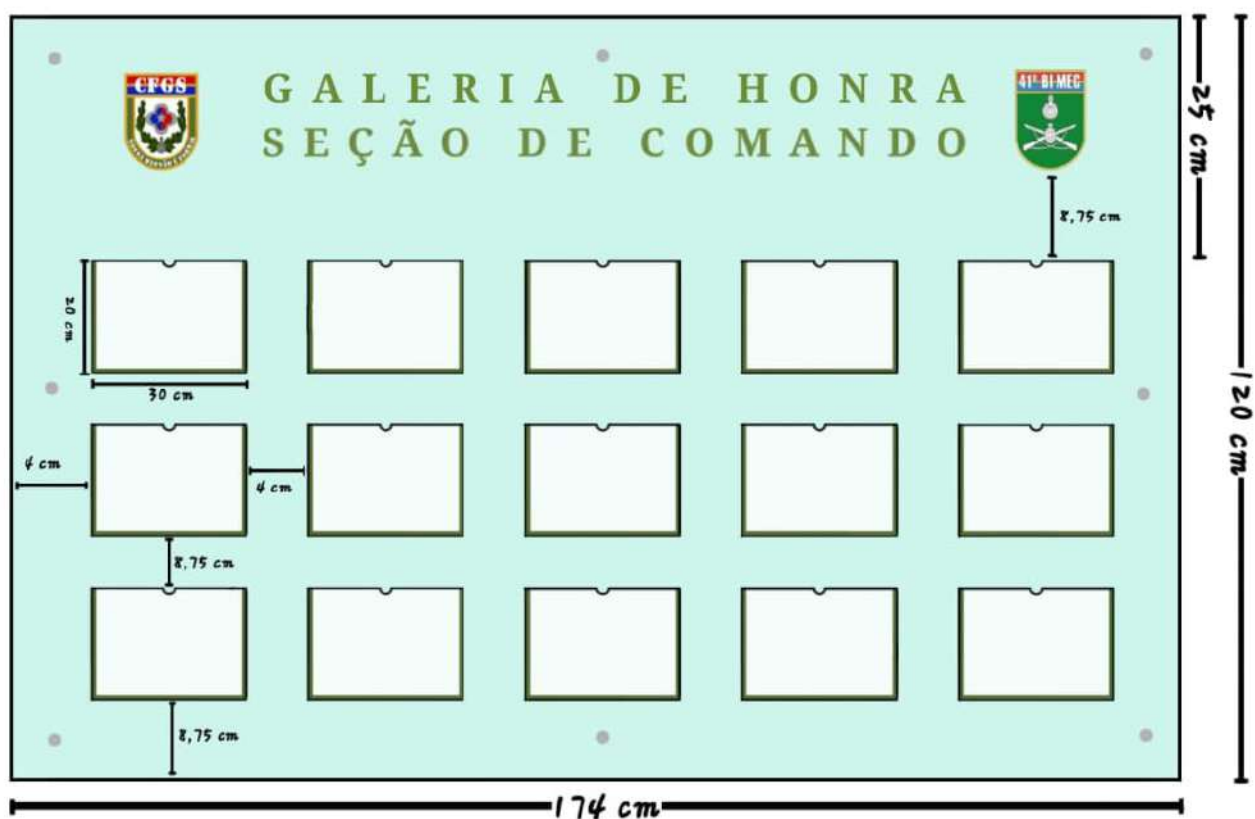 CFGS
GALERIA DE HONRA
SEÇÃO DE COMANDO
41º BI-MEC
25 cm
8,75 cm
20 cm
30 cm
120 cm
4 cm
4 cm
8,75 cm
8,75 cm
174 cm